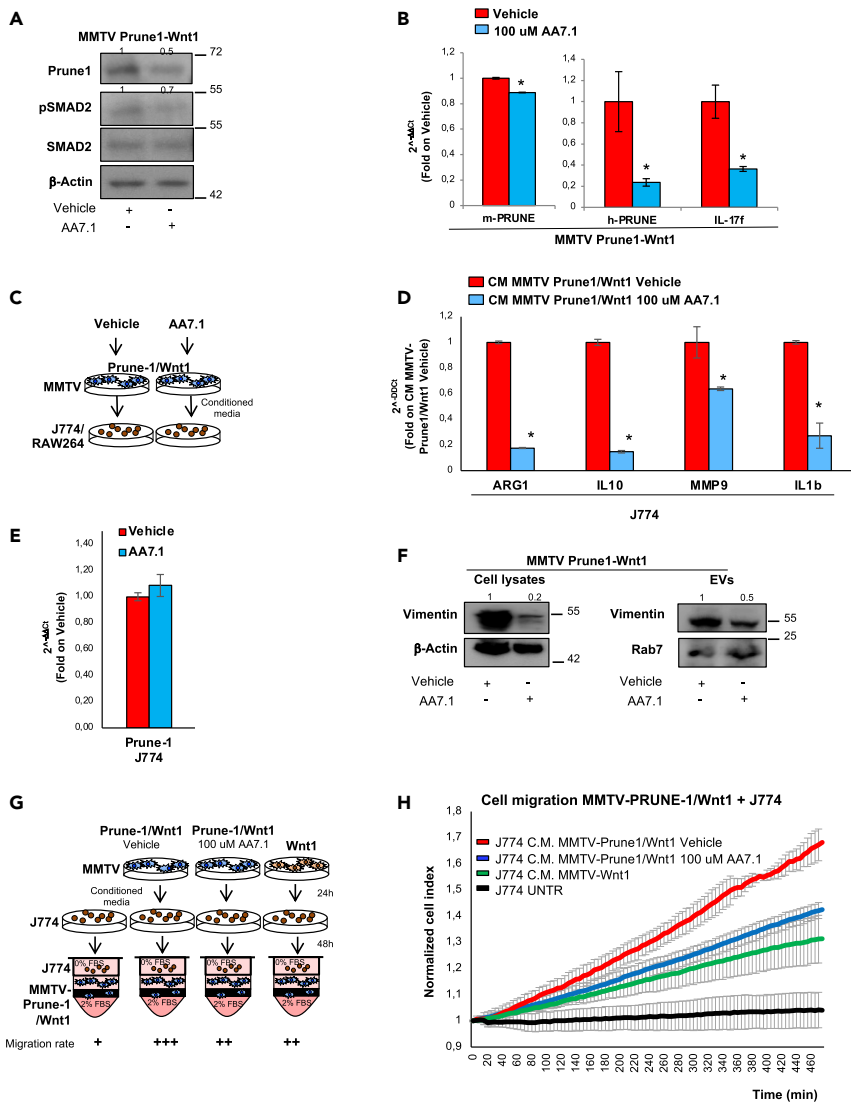 A
MMTV Prune1-Wnt1
1 0.5
72
Prune1
1 0.7
55
pSMAD2
55
SMAD2
β-Actin
42
Vehicle + -
AA7.1 - +
B
Vehicle
100 uM AA7.1
(Fold on Vehicle)
1,2
1
0,8
0,6
0,4
0,2
0
*
m-PRUNE
1,4
1,2
1
0,8
0,6
0,4
0,2
0
* *
h-PRUNE IL-17f
MMTV Prune1-Wnt1
C
Vehicle AA7.1
Prune-1/Wnt1
MMTV
Conditioned
media
J774/
RAW264
D
CM MMTV Prune1/Wnt1 Vehicle
CM MMTV Prune1/Wnt1 100 uM AA7.1
2^-DDCt
(Fold on CM MMTV-
Prune1/Wnt1 Vehicle)
1,2
1
0,8
0,6
0,4
0,2
0
* * * *
ARG1 IL10 MMP9 IL1b
J774
E
Vehicle
AA7.1
(Fold on Vehicle)
1,40
1,20
1,00
0,80
0,60
0,40
0,20
0,00
Prune-1
J774
F
MMTV Prune1-Wnt1
Cell lysates EVs
1 0.2 1 0.5
Vimentin 55 Vimentin 55
25
β-Actin 42 Rab7
Vehicle + - Vehicle + -
AA7.1 - + AA7.1 - +
G
Prune-1/Wnt1 Prune-1/Wnt1
Vehicle 100 uM AA7.1 Wnt1
MMTV
Conditioned
media
24h
J774
48h
J774 0% FBS 0% FBS 0% FBS 0% FBS
MMTV-
Prune-1
/Wnt1
2% FBS 2% FBS 2% FBS 2% FBS
Migration rate + +++ ++ ++
H
Cell migration MMTV-PRUNE-1/Wnt1 + J774
J774 C.M. MMTV-Prune1/Wnt1 Vehicle
J774 C.M. MMTV-Prune1/Wnt1 100 uM AA7.1
J774 C.M. MMTV-Wnt1
J774 UNTR
Normalized cell index
1,8
1,7
1,6
1,5
1,4
1,3
1,2
1,1
1
0,9
0 20 40 60 80 100 120 140 160 180 200 220 240 260 280 300 320 340 360 380 400 420 440 460
Time (min)